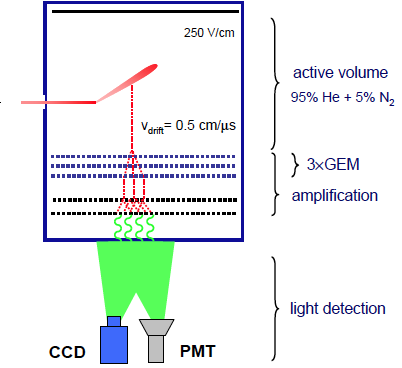 250 V/cm
active volume
95% He + 5% N₂
v_drift= 0.5 cm/μs
3×GEM
amplification
light detection
CCD
PMT